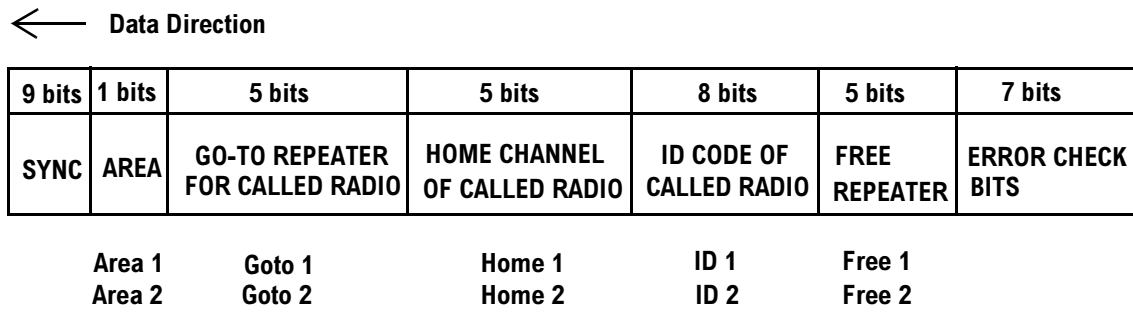 Data Direction
9 bits 1 bits 5 bits 5 bits 8 bits 5 bits 7 bits
SYNC AREA GO-TO REPEATER FOR CALLED RADIO HOME CHANNEL OF CALLED RADIO ID CODE OF CALLED RADIO FREE REPEATER ERROR CHECK BITS
Area 1 Goto 1 Home 1 ID 1 Free 1
Area 2 Goto 2 Home 2 ID 2 Free 2